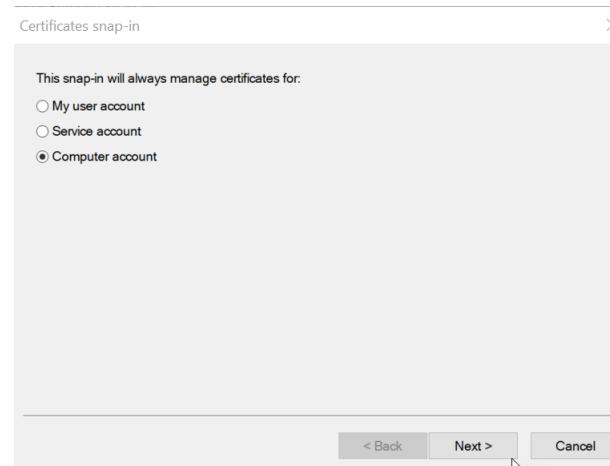 Certificates snap-in
This snap-in will always manage certificates for:
My user account
Service account
Computer account
< Back Next > Cancel